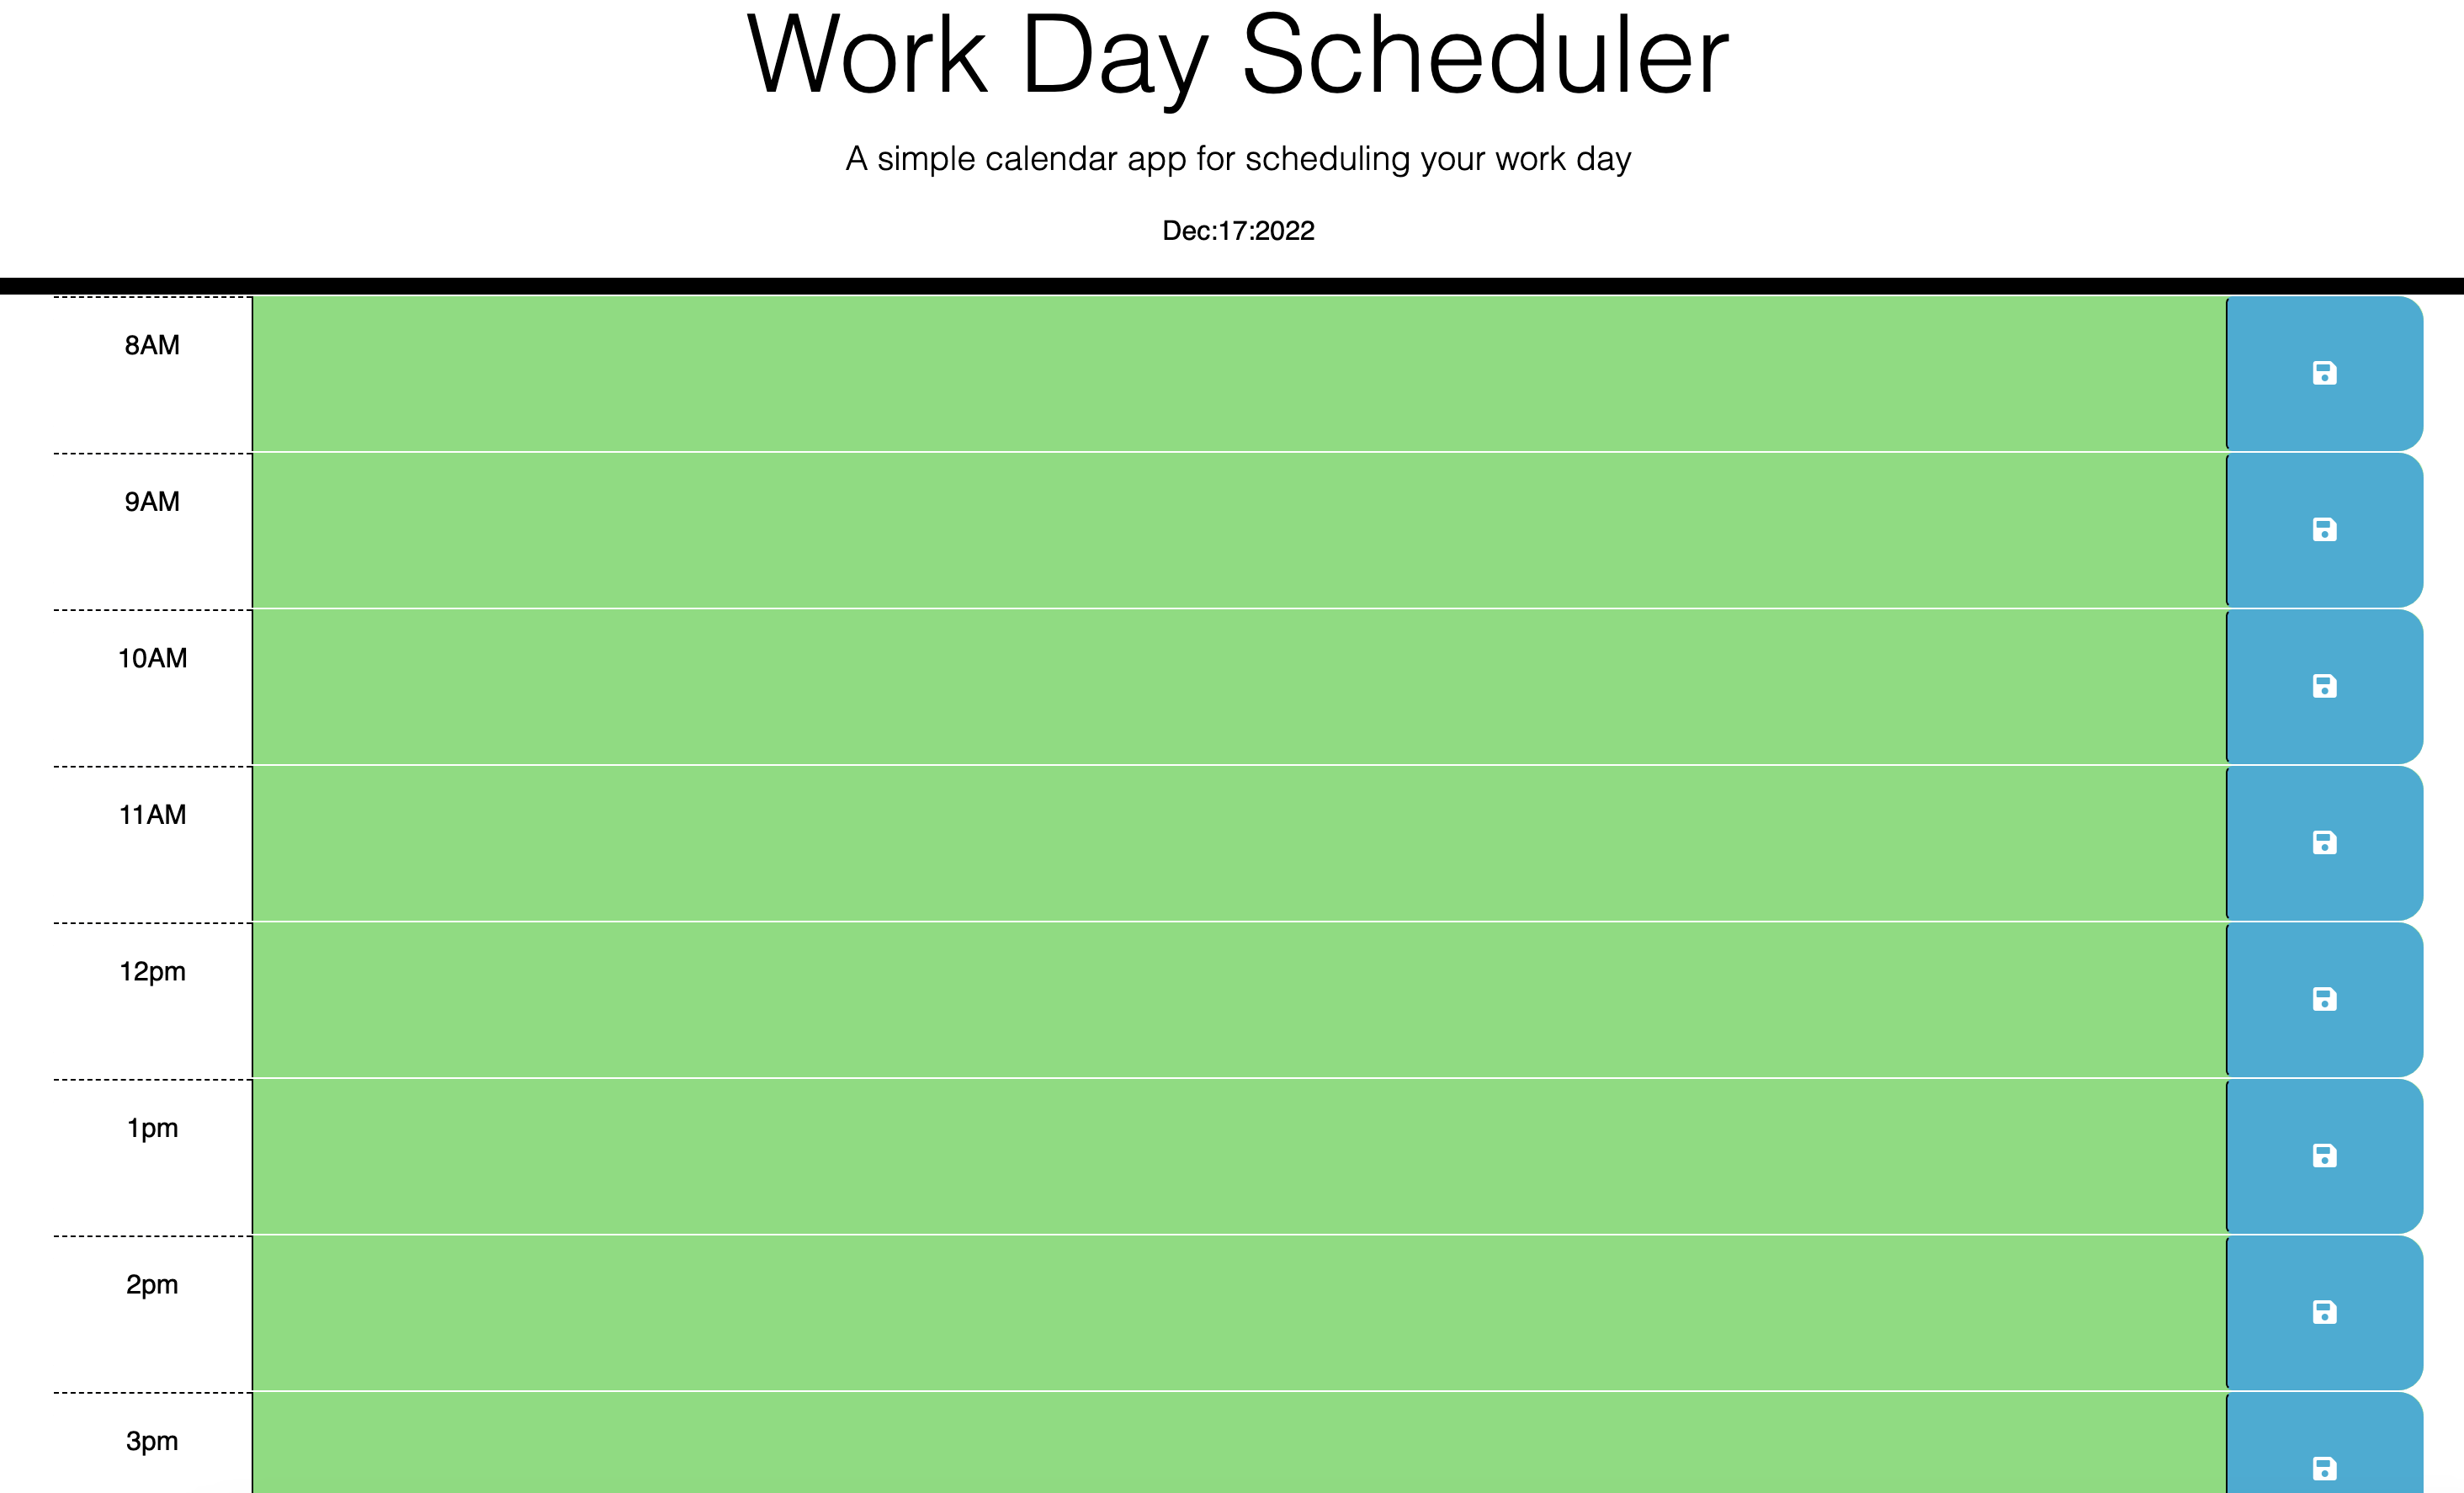 Work Day Scheduler
A simple calendar app for scheduling your work day
Dec:17:2022
8AM
9AM
10AM
11AM
12pm
1pm
2pm
3pm